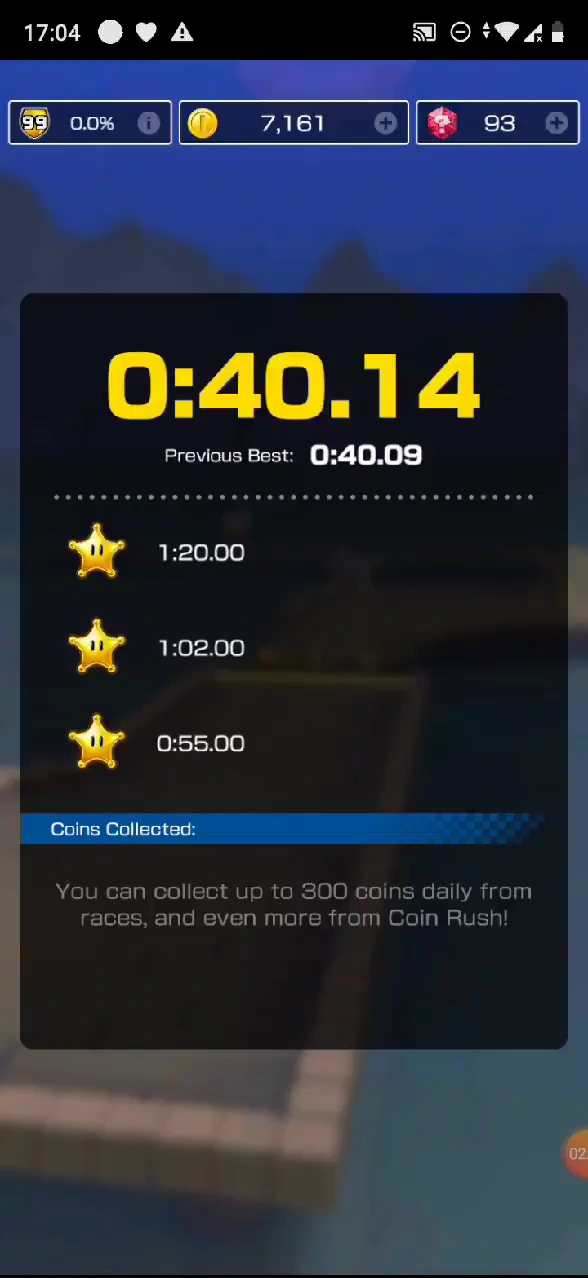 17:04
99 0.0% i 7,161 93
0:40.14
Previous Best: 0:40.09
1:20.00
1:02.00
0:55.00
Coins Collected:
You can collect up to 300 coins daily from
races, and even more from Coin Rush!
02